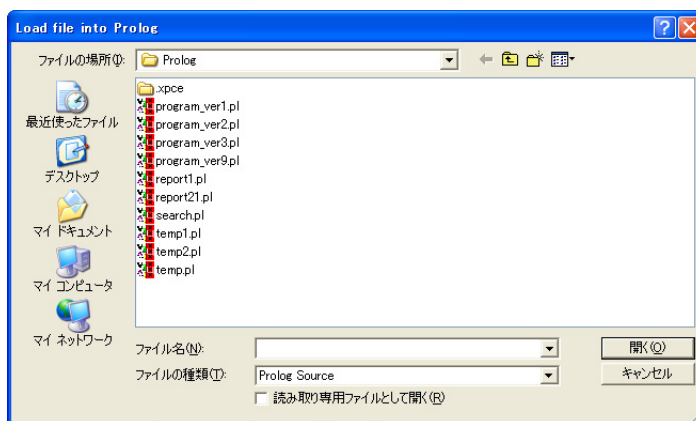 Load file into Prolog
ファイルの場所(I):
Prolog
最近使ったファイル
デスクトップ
マイ ドキュメント
マイ コンピュータ
マイ ネットワーク
.xpce
program_ver1.pl
program_ver2.pl
program_ver3.pl
program_ver9.pl
report1.pl
report21.pl
search.pl
temp1.pl
temp2.pl
temp.pl
ファイル名(N):
開く(O)
ファイルの種類(T):
Prolog Source
キャンセル
読み取り専用ファイルとして開く(R)